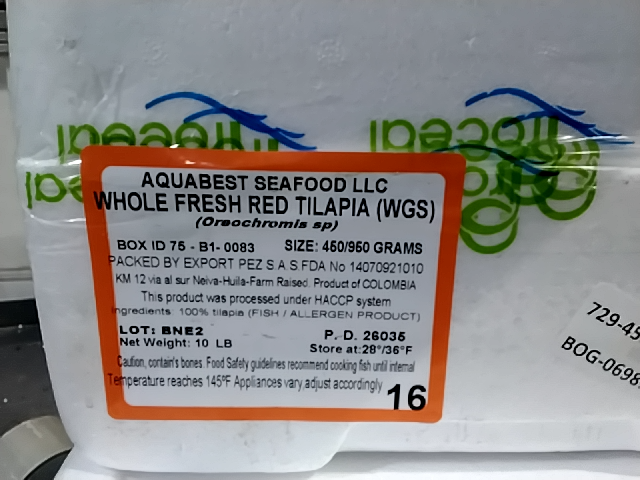 AQUABEST SEAFOOD LLC
WHOLE FRESH RED TILAPIA (WGS)
(Oreochromis sp)
BOX ID 75 - B1- 0083 SIZE: 450/950 GRAMS
PACKED BY EXPORT PEZ S A S FDA No 14070921010
KM 12 via al sur Neiva-Huila-Farm Raised. Product of COLOMBIA
This product was processed under HACCP system
Ingredients: 100% tilapia (FISH / ALLERGEN PRODUCT)
LOT: BNE2 P. D. 26035
Net Weight: 10 LB Store at:28°/36°F
Caution, contain's bones. Food Safety guidelines recommend cooking fish until internal
Temperature reaches 145°F Appliances vary,adjust accordingly
16
729-45
BOG-0698